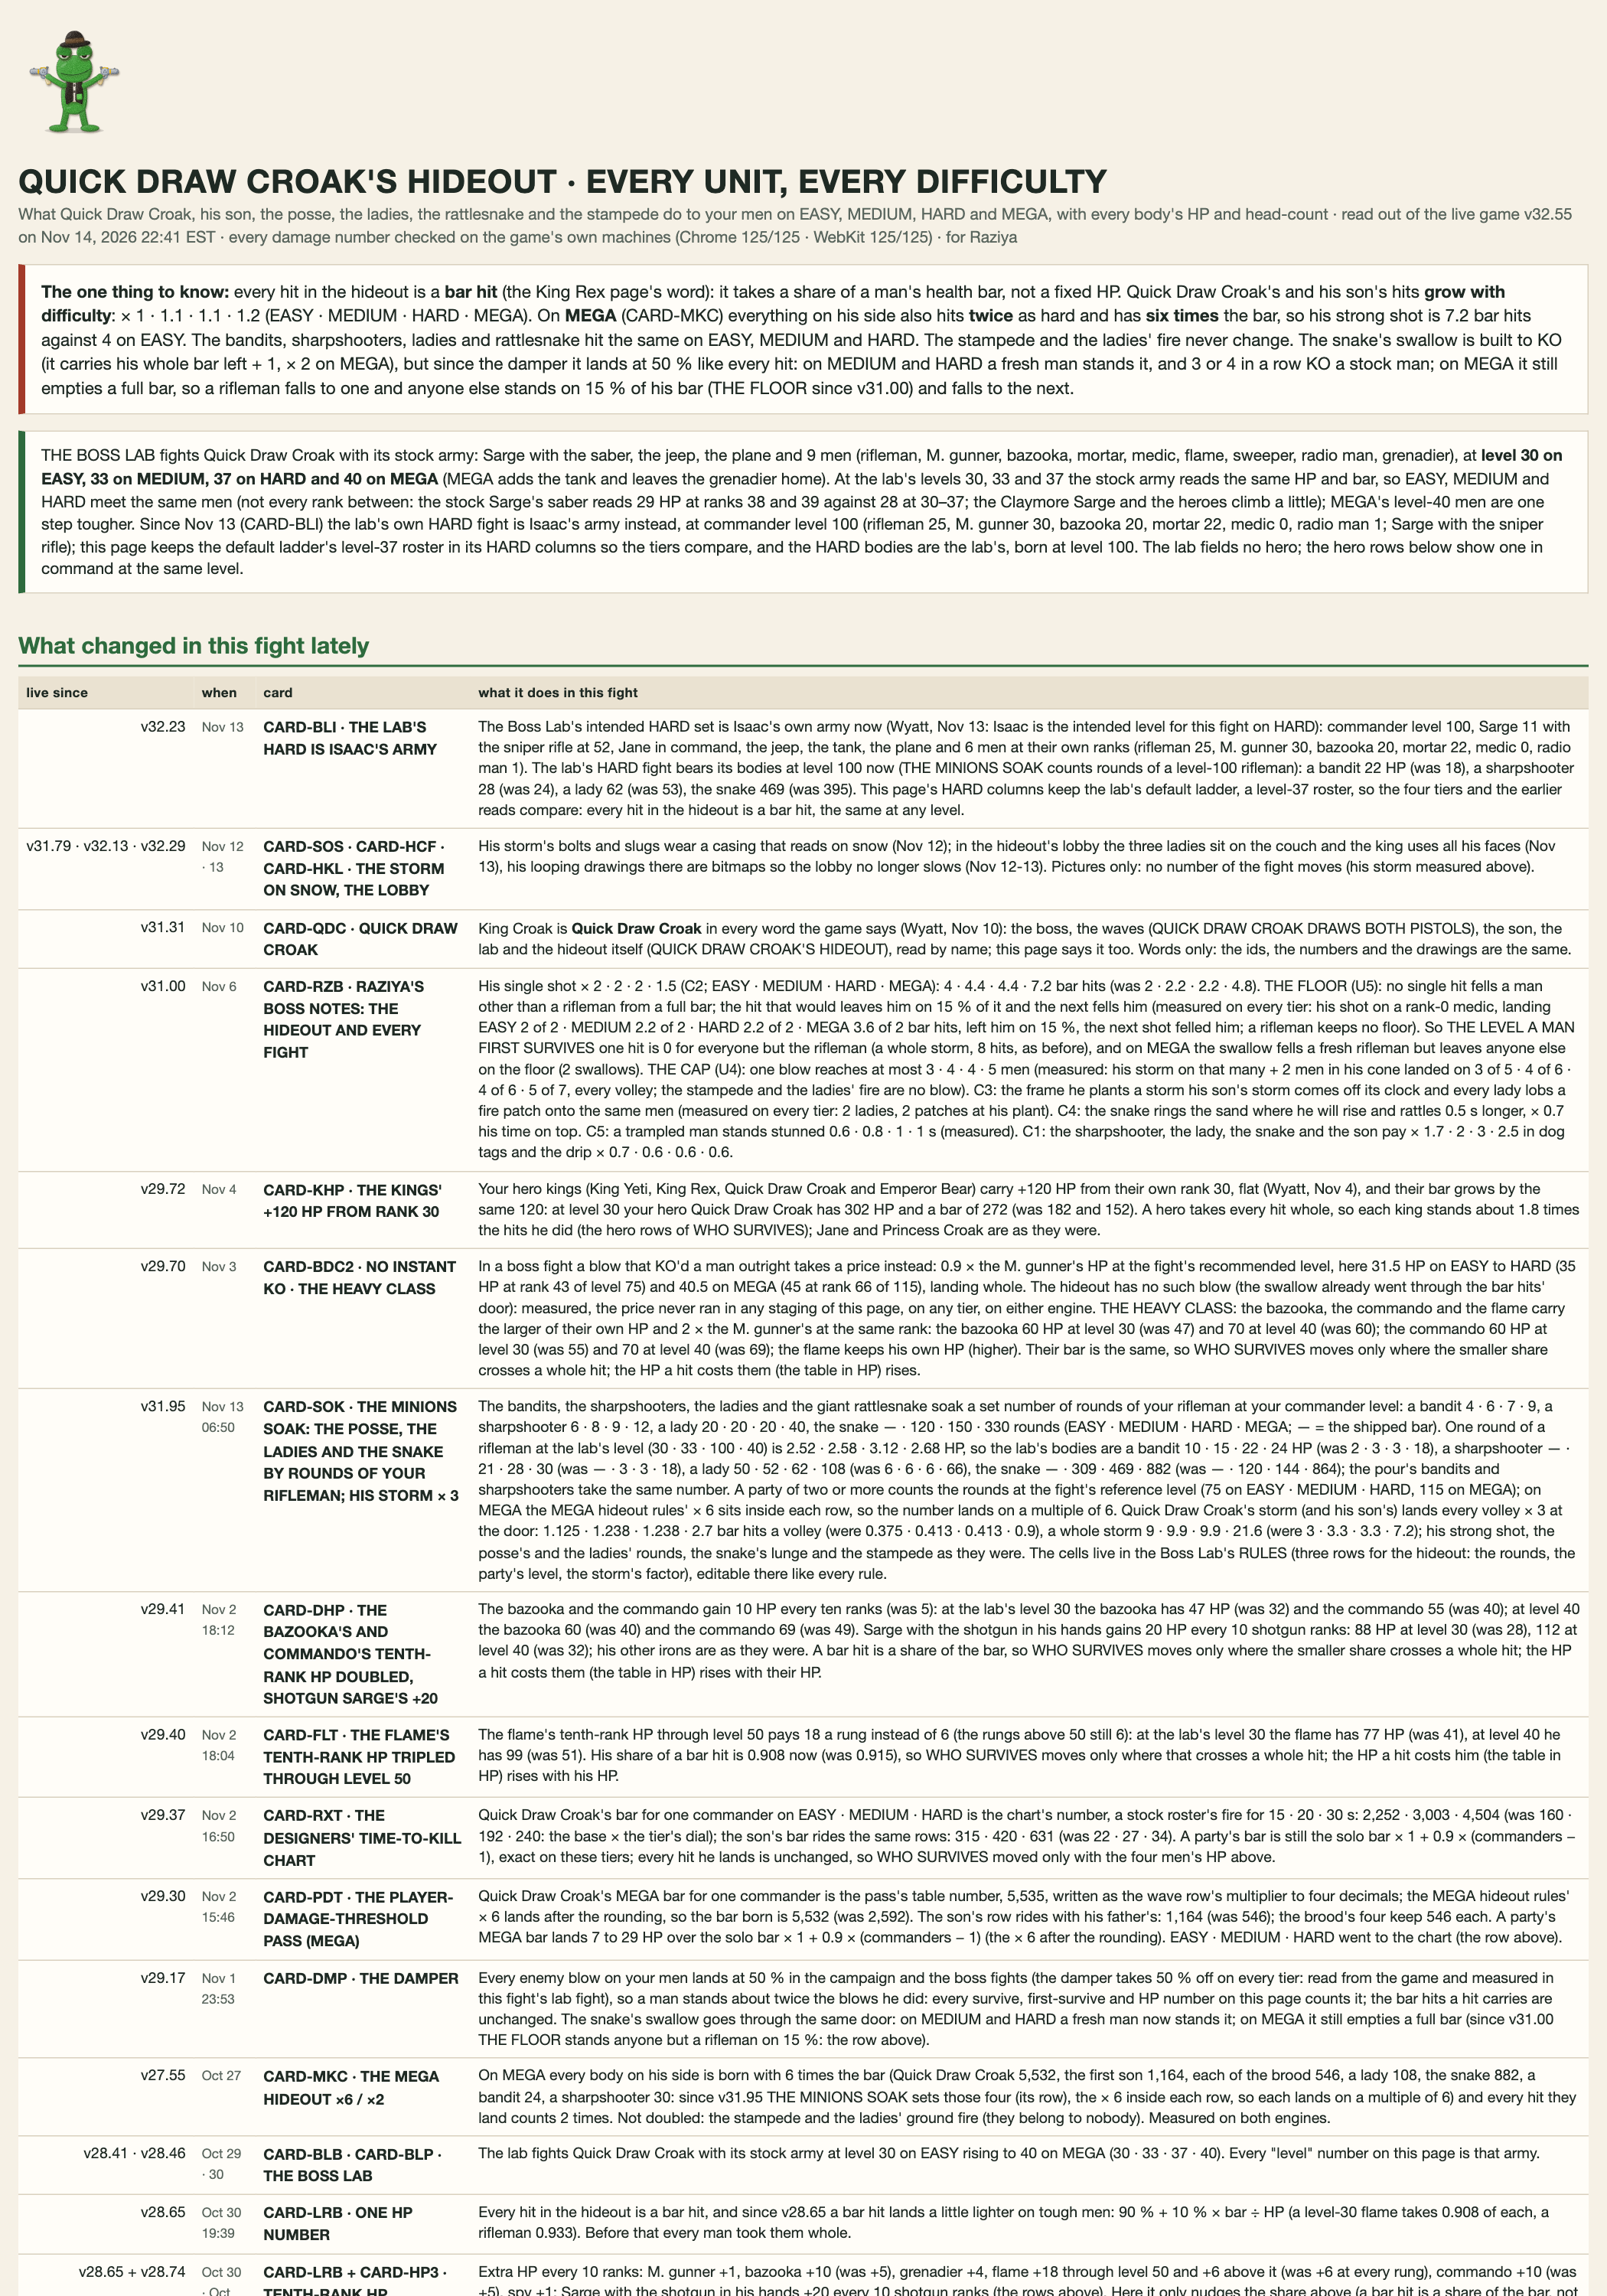 QUICK DRAW CROAK'S HIDEOUT · EVERY UNIT, EVERY DIFFICULTY
What Quick Draw Croak, his son, the posse, the ladies, the rattlesnake and the stampede do to your men on EASY, MEDIUM, HARD and MEGA, with every body's HP and head-count · read out of the live game v32.55
on Nov 14, 2026 22:41 EST · every damage number checked on the game's own machines (Chrome 125/125 · WebKit 125/125) · for Raziya
The one thing to know: every hit in the hideout is a bar hit (the King Rex page's word): it takes a share of a man's health bar, not a fixed HP. Quick Draw Croak's and his son's hits grow with
difficulty: × 1 · 1.1 · 1.1 · 1.2 (EASY · MEDIUM · HARD · MEGA). On MEGA (CARD-MKC) everything on his side also hits twice as hard and has six times the bar, so his strong shot is 7.2 bar hits
against 4 on EASY. The bandits, sharpshooters, ladies and rattlesnake hit the same on EASY, MEDIUM and HARD. The stampede and the ladies' fire never change. The snake's swallow is built to KO
(it carries his whole bar left + 1, × 2 on MEGA), but since the damper it lands at 50 % like every hit: on MEDIUM and HARD a fresh man stands it, and 3 or 4 in a row KO a stock man; on MEGA it still
empties a full bar, so a rifleman falls to one and anyone else stands on 15 % of his bar (THE FLOOR since v31.00) and falls to the next.
THE BOSS LAB fights Quick Draw Croak with its stock army: Sarge with the saber, the jeep, the plane and 9 men (rifleman, M. gunner, bazooka, mortar, medic, flame, sweeper, radio man, grenadier), at level 30 on
EASY, 33 on MEDIUM, 37 on HARD and 40 on MEGA (MEGA adds the tank and leaves the grenadier home). At the lab's levels 30, 33 and 37 the stock army reads the same HP and bar, so EASY, MEDIUM and
HARD meet the same men (not every rank between: the stock Sarge's saber reads 29 HP at ranks 38 and 39 against 28 at 30–37; the Claymore Sarge and the heroes climb a little); MEGA's level-40 men are one
step tougher. Since Nov 13 (CARD-BLI) the lab's own HARD fight is Isaac's army instead, at commander level 100 (rifleman 25, M. gunner 30, bazooka 20, mortar 22, medic 0, radio man 1; Sarge with the sniper
rifle); this page keeps the default ladder's level-37 roster in its HARD columns so the tiers compare, and the HARD bodies are the lab's, born at level 100. The lab fields no hero; the hero rows below show one in
command at the same level.
What changed in this fight lately
live since when card what it does in this fight
v32.23 Nov 13 CARD-BLI · THE LAB'S HARD IS ISAAC'S ARMY
The Boss Lab's intended HARD set is Isaac's own army now (Wyatt, Nov 13: Isaac is the intended level for this fight on HARD): commander level 100, Sarge 11 with
the sniper rifle at 52, Jane in command, the jeep, the tank, the plane and 6 men at their own ranks (rifleman 25, M. gunner 30, bazooka 20, mortar 22, medic 0, radio
man 1). The lab's HARD fight bears its bodies at level 100 now (THE MINIONS SOAK counts rounds of a level-100 rifleman): a bandit 22 HP (was 18), a sharpshooter
28 (was 24), a lady 62 (was 53), the snake 469 (was 395). This page's HARD columns keep the lab's default ladder, a level-37 roster, so the four tiers and the earlier
reads compare: every hit in the hideout is a bar hit, the same at any level.
v31.79 · v32.13 · v32.29 Nov 12 · 13 CARD-SOS · CARD-HCF · CARD-HKL · THE STORM ON SNOW, THE LOBBY
His storm's bolts and slugs wear a casing that reads on snow (Nov 12); in the hideout's lobby the three ladies sit on the couch and the king uses all his faces (Nov
13), his looping drawings there are bitmaps so the lobby no longer slows (Nov 12-13). Pictures only: no number of the fight moves (his storm measured above).
v31.31 Nov 10 CARD-QDC · QUICK DRAW CROAK
King Croak is Quick Draw Croak in every word the game says (Wyatt, Nov 10): the boss, the waves (QUICK DRAW CROAK DRAWS BOTH PISTOLS), the son, the
lab and the hideout itself (QUICK DRAW CROAK'S HIDEOUT), read by name; this page says it too. Words only: the ids, the numbers and the drawings are the same.
v31.00 Nov 6 CARD-RZB · RAZIYA'S BOSS NOTES: THE HIDEOUT AND EVERY FIGHT
His single shot × 2 · 2 · 2 · 1.5 (C2; EASY · MEDIUM · HARD · MEGA): 4 · 4.4 · 4.4 · 7.2 bar hits (was 2 · 2.2 · 2.2 · 4.8). THE FLOOR (U5): no single hit fells a man
other than a rifleman from a full bar; the hit that would leaves him on 15 % of it and the next fells him (measured on every tier: his shot on a rank-0 medic, landing
EASY 2 of 2 · MEDIUM 2.2 of 2 · HARD 2.2 of 2 · MEGA 3.6 of 2 bar hits, left him on 15 %, the next shot felled him; a rifleman keeps no floor). So THE LEVEL A MAN
FIRST SURVIVES one hit is 0 for everyone but the rifleman (a whole storm, 8 hits, as before), and on MEGA the swallow fells a fresh rifleman but leaves anyone else
on the floor (2 swallows). THE CAP (U4): one blow reaches at most 3 · 4 · 4 · 5 men (measured: his storm on that many + 2 men in his cone landed on 3 of 5 · 4 of 6 ·
4 of 6 · 5 of 7, every volley; the stampede and the ladies' fire are no blow). C3: the frame he plants a storm his son's storm comes off its clock and every lady lobs a
fire patch onto the same men (measured on every tier: 2 ladies, 2 patches at his plant). C4: the snake rings the sand where he will rise and rattles 0.5 s longer, × 0.7
his time on top. C5: a trampled man stands stunned 0.6 · 0.8 · 1 · 1 s (measured). C1: the sharpshooter, the lady, the snake and the son pay × 1.7 · 2 · 3 · 2.5 in dog
tags and the drip × 0.7 · 0.6 · 0.6 · 0.6.
v29.72 Nov 4 CARD-KHP · THE KINGS' +120 HP FROM RANK 30
Your hero kings (King Yeti, King Rex, Quick Draw Croak and Emperor Bear) carry +120 HP from their own rank 30, flat (Wyatt, Nov 4), and their bar grows by the
same 120: at level 30 your hero Quick Draw Croak has 302 HP and a bar of 272 (was 182 and 152). A hero takes every hit whole, so each king stands about 1.8 times
the hits he did (the hero rows of WHO SURVIVES); Jane and Princess Croak are as they were.
v29.70 Nov 3 CARD-BDC2 · NO INSTANT KO · THE HEAVY CLASS
In a boss fight a blow that KO'd a man outright takes a price instead: 0.9 × the M. gunner's HP at the fight's recommended level, here 31.5 HP on EASY to HARD (35
HP at rank 43 of level 75) and 40.5 on MEGA (45 at rank 66 of 115), landing whole. The hideout has no such blow (the swallow already went through the bar hits'
door): measured, the price never ran in any staging of this page, on any tier, on either engine. THE HEAVY CLASS: the bazooka, the commando and the flame carry
the larger of their own HP and 2 × the M. gunner's at the same rank: the bazooka 60 HP at level 30 (was 47) and 70 at level 40 (was 60); the commando 60 HP at
level 30 (was 55) and 70 at level 40 (was 69); the flame keeps his own HP (higher). Their bar is the same, so WHO SURVIVES moves only where the smaller share
crosses a whole hit; the HP a hit costs them (the table in HP) rises.
v31.95 Nov 13 06:50 CARD-SOK · THE MINIONS SOAK: THE POSSE, THE LADIES AND THE SNAKE BY ROUNDS OF YOUR RIFLEMAN; HIS STORM × 3
The bandits, the sharpshooters, the ladies and the giant rattlesnake soak a set number of rounds of your rifleman at your commander level: a bandit 4 · 6 · 7 · 9, a
sharpshooter 6 · 8 · 9 · 12, a lady 20 · 20 · 20 · 40, the snake — · 120 · 150 · 330 rounds (EASY · MEDIUM · HARD · MEGA; — = the shipped bar). One round of a
rifleman at the lab's level (30 · 33 · 100 · 40) is 2.52 · 2.58 · 3.12 · 2.68 HP, so the lab's bodies are a bandit 10 · 15 · 22 · 24 HP (was 2 · 3 · 3 · 18), a sharpshooter — ·
21 · 28 · 30 (was — · 3 · 3 · 18), a lady 50 · 52 · 62 · 108 (was 6 · 6 · 6 · 66), the snake — · 309 · 469 · 882 (was — · 120 · 144 · 864); the pour's bandits and
sharpshooters take the same number. A party of two or more counts the rounds at the fight's reference level (75 on EASY · MEDIUM · HARD, 115 on MEGA); on
MEGA the MEGA hideout rules' × 6 sits inside each row, so the number lands on a multiple of 6. Quick Draw Croak's storm (and his son's) lands every volley × 3 at
the door: 1.125 · 1.238 · 1.238 · 2.7 bar hits a volley (were 0.375 · 0.413 · 0.413 · 0.9), a whole storm 9 · 9.9 · 9.9 · 21.6 (were 3 · 3.3 · 3.3 · 7.2); his strong shot, the
posse's and the ladies' rounds, the snake's lunge and the stampede as they were. The cells live in the Boss Lab's RULES (three rows for the hideout: the rounds, the
party's level, the storm's factor), editable there like every rule.
v29.41 Nov 2 18:12 CARD-DHP · THE BAZOOKA'S AND COMMANDO'S TENTH-RANK HP DOUBLED, SHOTGUN SARGE'S +20
The bazooka and the commando gain 10 HP every ten ranks (was 5): at the lab's level 30 the bazooka has 47 HP (was 32) and the commando 55 (was 40); at level 40
the bazooka 60 (was 40) and the commando 69 (was 49). Sarge with the shotgun in his hands gains 20 HP every 10 shotgun ranks: 88 HP at level 30 (was 28), 112 at
level 40 (was 32); his other irons are as they were. A bar hit is a share of the bar, so WHO SURVIVES moves only where the smaller share crosses a whole hit; the HP
a hit costs them (the table in HP) rises with their HP.
v29.40 Nov 2 18:04 CARD-FLT · THE FLAME'S TENTH-RANK HP TRIPLED THROUGH LEVEL 50
The flame's tenth-rank HP through level 50 pays 18 a rung instead of 6 (the rungs above 50 still 6): at the lab's level 30 the flame has 77 HP (was 41), at level 40 he
has 99 (was 51). His share of a bar hit is 0.908 now (was 0.915), so WHO SURVIVES moves only where that crosses a whole hit; the HP a hit costs him (the table in
HP) rises with his HP.
v29.37 Nov 2 16:50 CARD-RXT · THE DESIGNERS' TIME-TO-KILL CHART
Quick Draw Croak's bar for one commander on EASY · MEDIUM · HARD is the chart's number, a stock roster's fire for 15 · 20 · 30 s: 2,252 · 3,003 · 4,504 (was 160 ·
192 · 240: the base × the tier's dial); the son's bar rides the same rows: 315 · 420 · 631 (was 22 · 27 · 34). A party's bar is still the solo bar × 1 + 0.9 × (commanders −
1), exact on these tiers; every hit he lands is unchanged, so WHO SURVIVES moved only with the four men's HP above.
v29.30 Nov 2 15:46 CARD-PDT · THE PLAYER-DAMAGE-THRESHOLD PASS (MEGA)
Quick Draw Croak's MEGA bar for one commander is the pass's table number, 5,535, written as the wave row's multiplier to four decimals; the MEGA hideout rules'
× 6 lands after the rounding, so the bar born is 5,532 (was 2,592). The son's row rides with his father's: 1,164 (was 546); the brood's four keep 546 each. A party's
MEGA bar lands 7 to 29 HP over the solo bar × 1 + 0.9 × (commanders − 1) (the × 6 after the rounding). EASY · MEDIUM · HARD went to the chart (the row above).
v29.17 Nov 1 23:53 CARD-DMP · THE DAMPER
Every enemy blow on your men lands at 50 % in the campaign and the boss fights (the damper takes 50 % off on every tier: read from the game and measured in
this fight's lab fight), so a man stands about twice the blows he did: every survive, first-survive and HP number on this page counts it; the bar hits a hit carries are
unchanged. The snake's swallow goes through the same door: on MEDIUM and HARD a fresh man now stands it; on MEGA it still empties a full bar (since v31.00
THE FLOOR stands anyone but a rifleman on 15 %: the row above).
v27.55 Oct 27 CARD-MKC · THE MEGA HIDEOUT ×6 / ×2
On MEGA every body on his side is born with 6 times the bar (Quick Draw Croak 5,532, the first son 1,164, each of the brood 546, a lady 108, the snake 882, a
bandit 24, a sharpshooter 30: since v31.95 THE MINIONS SOAK sets those four (its row), the × 6 inside each row, so each lands on a multiple of 6) and every hit they
land counts 2 times. Not doubled: the stampede and the ladies' ground fire (they belong to nobody). Measured on both engines.
v28.41 · v28.46 Oct 29 · 30 CARD-BLB · CARD-BLP · THE BOSS LAB
The lab fights Quick Draw Croak with its stock army at level 30 on EASY rising to 40 on MEGA (30 · 33 · 37 · 40). Every "level" number on this page is that army.
v28.65 Oct 30 19:39 CARD-LRB · ONE HP NUMBER
Every hit in the hideout is a bar hit, and since v28.65 a bar hit lands a little lighter on tough men: 90 % + 10 % × bar ÷ HP (a level-30 flame takes 0.908 of each, a
rifleman 0.933). Before that every man took them whole.
v28.65 + v28.74 Oct 30 · Oct CARD-LRB + CARD-HP3 · TENTH-RANK HP
Extra HP every 10 ranks: M. gunner +1, bazooka +10 (was +5), grenadier +4, flame +18 through level 50 and +6 above it (was +6 at every rung), commando +10 (was
+5), spy +1; Sarge with the shotgun in his hands +20 every 10 shotgun ranks (the rows above). Here it only nudges the share above (a bar hit is a share of the bar, not